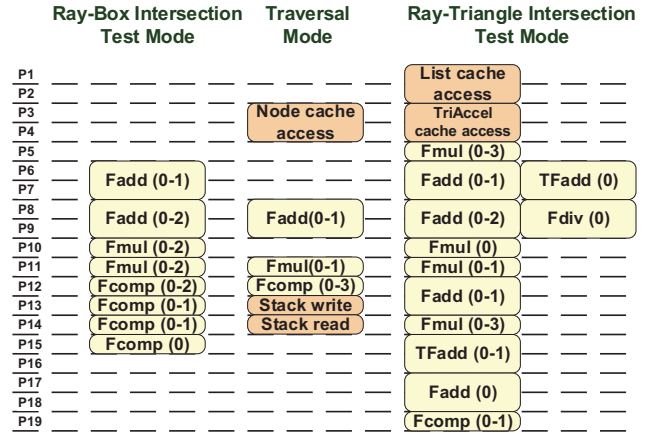 Ray-Box Intersection Test Mode
Traversal Mode
Ray-Triangle Intersection Test Mode
P1
List cache access
P2
P3
Node cache access
TriAccel cache access
P4
P5
Fmul (0-3)
P6
Fadd (0-1)
Fadd (0-1)
TFadd (0)
P7
P8
Fadd (0-2)
Fadd(0-1)
Fadd (0-2)
Fdiv (0)
P9
P10
Fmul (0-2)
Fmul (0)
P11
Fmul (0-2)
Fmul(0-1)
Fmul (0-1)
P12
Fcomp (0-2)
Fcomp (0-3)
Fadd (0-1)
P13
Fcomp (0-1)
Stack write
P14
Fcomp (0-1)
Stack read
Fmul (0-3)
P15
Fcomp (0)
TFadd (0-1)
P16
P17
Fadd (0)
P18
P19
Fcomp (0-1)